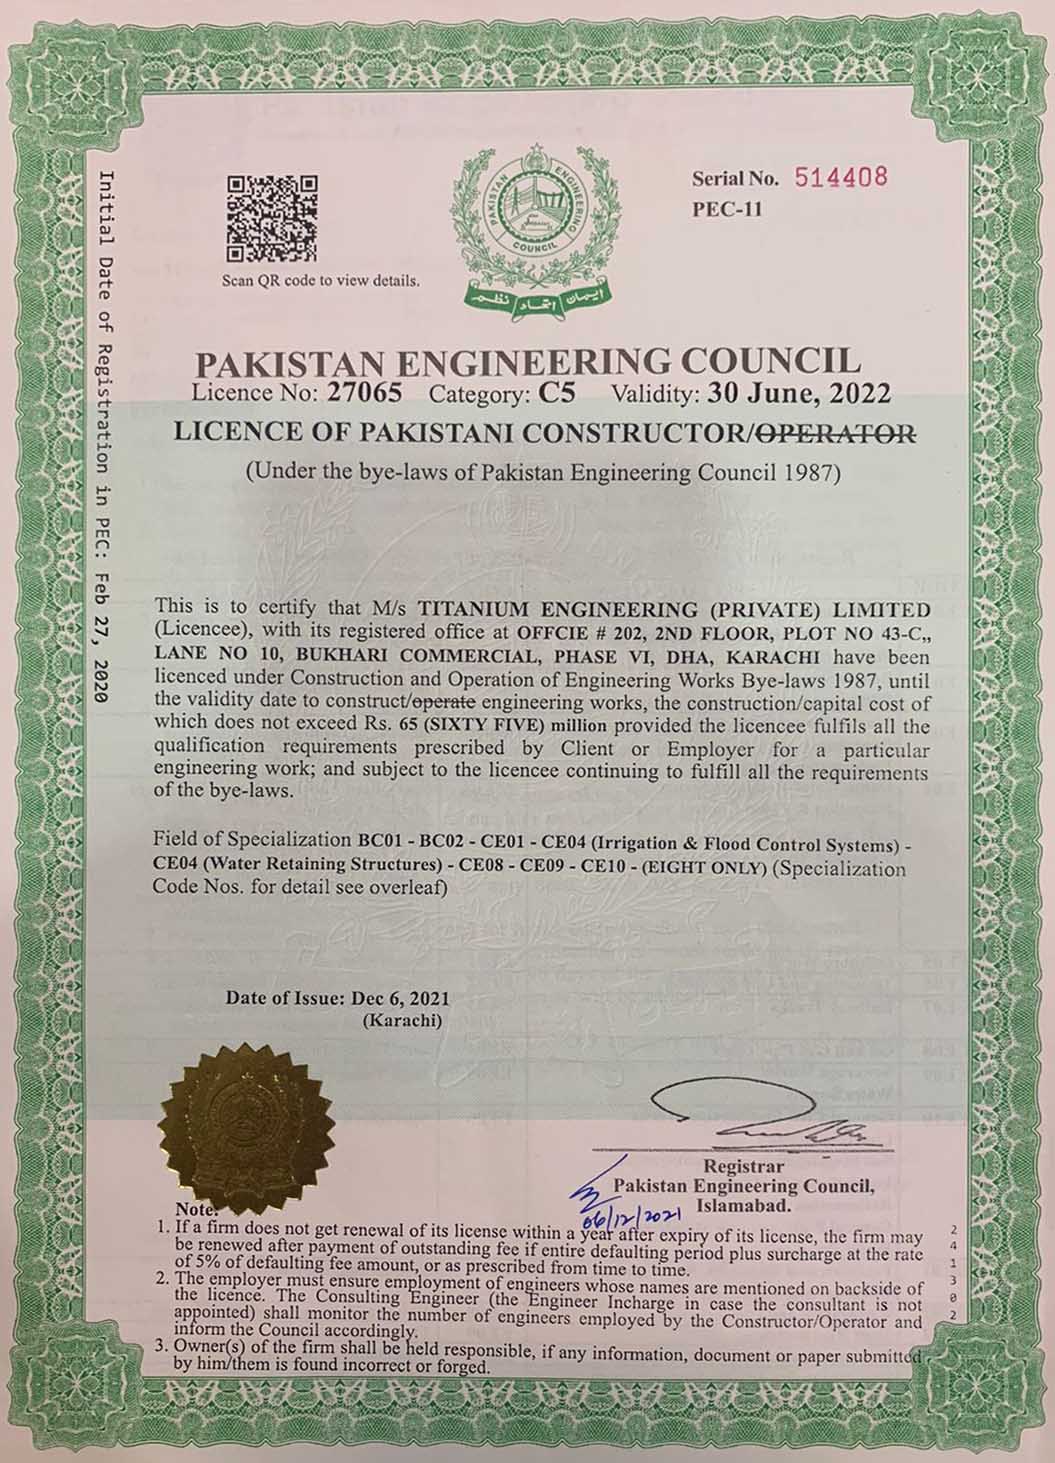 Initial Date of Registration in PEC: Feb 27, 2020
Scan QR code to view details.
PAKISTAN ENGINEERING COUNCIL
ایمان اتحاد نظم
Serial No. 514408
PEC-11
PAKISTAN ENGINEERING COUNCIL
Licence No: 27065 Category: C5 Validity: 30 June, 2022
LICENCE OF PAKISTANI CONSTRUCTOR/OPERATOR
(Under the bye-laws of Pakistan Engineering Council 1987)
This is to certify that M/s TITANIUM ENGINEERING (PRIVATE) LIMITED
(Licencee), with its registered office at OFFCIE # 202, 2ND FLOOR, PLOT NO 43-C,,
LANE NO 10, BUKHARI COMMERCIAL, PHASE VI, DHA, KARACHI have been
licenced under Construction and Operation of Engineering Works Bye-laws 1987, until
the validity date to construct/operate engineering works, the construction/capital cost of
which does not exceed Rs. 65 (SIXTY FIVE) million provided the licencee fulfils all the
qualification requirements prescribed by Client or Employer for a particular
engineering work; and subject to the licencee continuing to fulfill all the requirements
of the bye-laws.
Field of Specialization BC01 - BC02 - CE01 - CE04 (Irrigation & Flood Control Systems) -
CE04 (Water Retaining Structures) - CE08 - CE09 - CE10 - (EIGHT ONLY) (Specialization
Code Nos. for detail see overleaf)
Date of Issue: Dec 6, 2021
(Karachi)
Registrar
Pakistan Engineering Council,
Islamabad.
06/12/2021
Note:
1. If a firm does not get renewal of its license within a year after expiry of its license, the firm may
be renewed after payment of outstanding fee if entire defaulting period plus surcharge at the rate
of 5% of defaulting fee amount, or as prescribed from time to time.
2. The employer must ensure employment of engineers whose names are mentioned on backside of
the licence. The Consulting Engineer (the Engineer Incharge in case the consultant is not
appointed) shall monitor the number of engineers employed by the Constructor/Operator and
inform the Council accordingly.
3. Owner(s) of the firm shall be held responsible, if any information, document or paper submitted
by him/them is found incorrect or forged.
241302